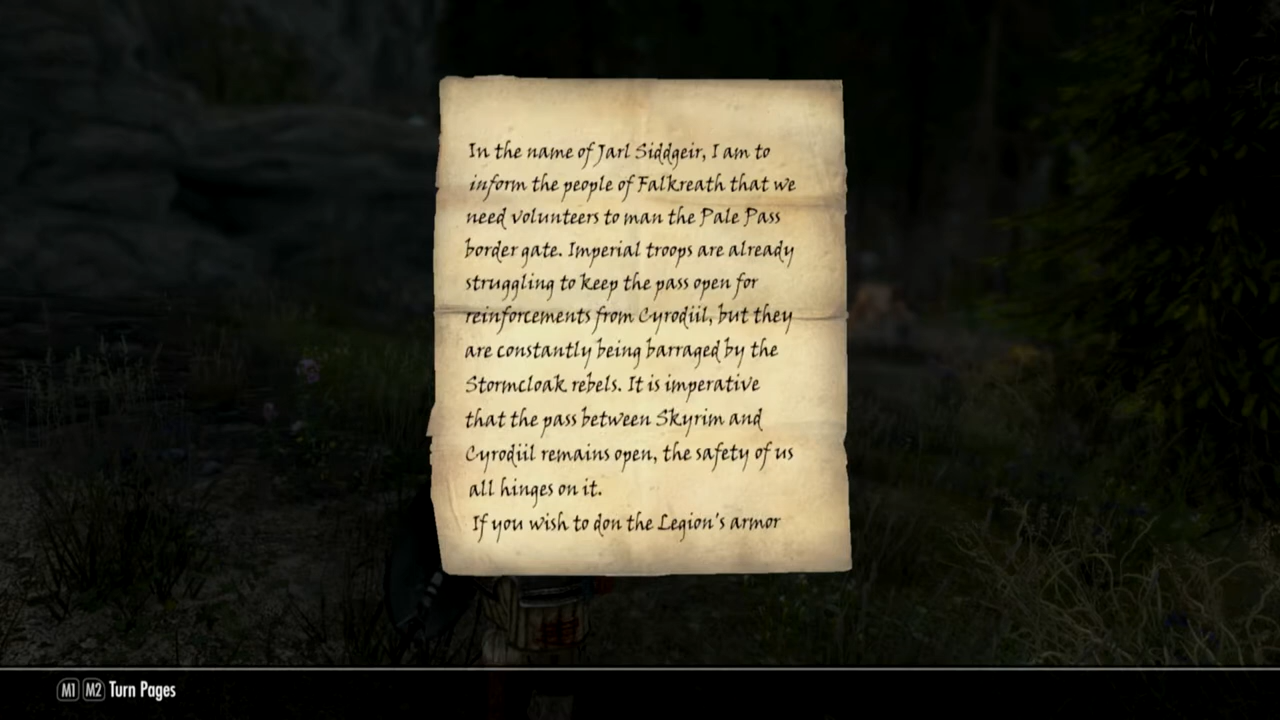 In the name of Jarl Siddgeir, I am to
inform the people of Falkreath that we
need volunteers to man the Pale Pass
border gate. Imperial troops are already
struggling to keep the pass open for
reinforcements from Cyrodiil, but they
are constantly being barraged by the
Stormcloak rebels. It is imperative
that the pass between Skyrim and
Cyrodiil remains open, the safety of us
all hinges on it.
If you wish to don the Legion's armor
M1 M2 Turn Pages